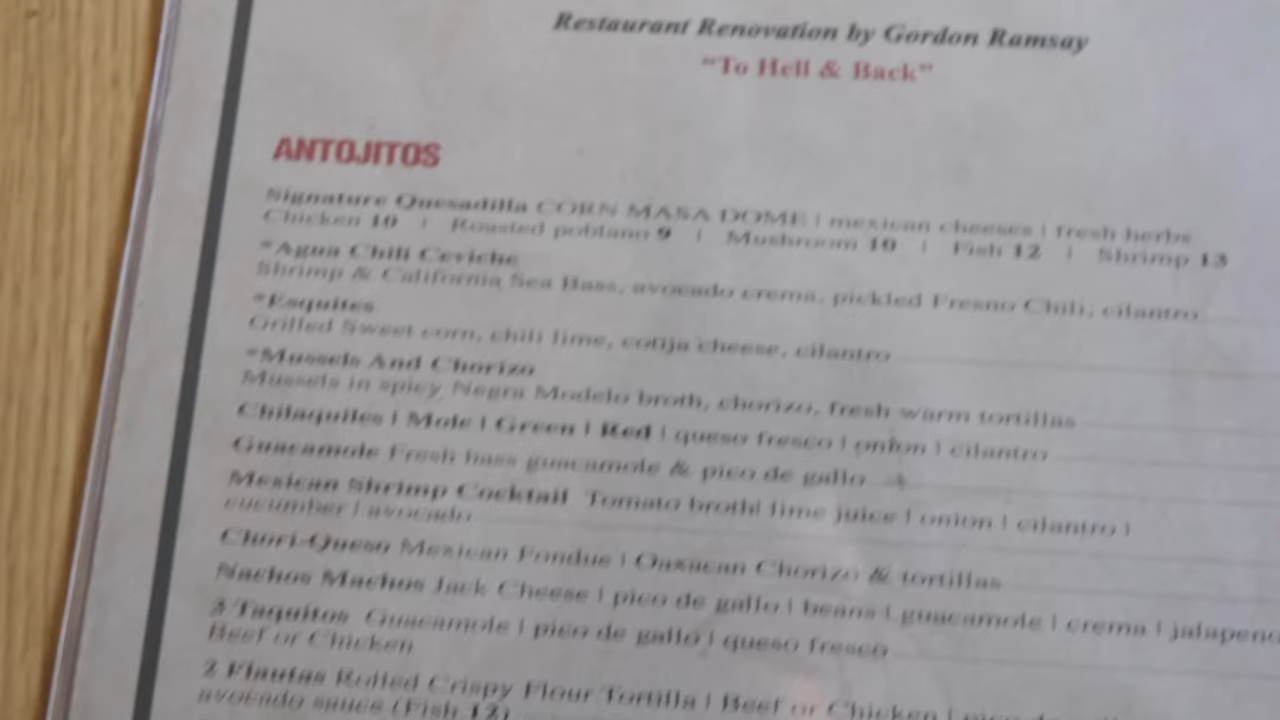 Restaurant Renovation by Gordon Ramsay
"To Hell & Back"
ANTOJITOS
Signature Quesadilla CORN MASA DOME | mexican cheeses | fresh herbs
Chicken 10 | Roasted poblano 9 | Mushroom 10 | Fish 12 | Shrimp 13
*Agua Chili Ceviche
Shrimp & California Sea Bass, avocado crema, pickled Fresno Chili, cilantro
*Esquites
Grilled Sweet corn, chili lime, cotija cheese, cilantro
*Mussels And Chorizo
Mussels in spicy Negra Modelo broth, chorizo, fresh warm tortillas
Chilaquiles | Mole | Green | Red | queso fresco | onion | cilantro
Guacamole Fresh hass guacamole & pico de gallo
Mexican Shrimp Cocktail Tomato broth| lime juice | onion | cilantro |
cucumber | avocado
Chori-Queso Mexican Fondue | Oaxacan Chorizo & tortillas
Nachos Machos Jack Cheese | pico de gallo | beans | guacamole | crema | jalapeno
3 Taquitos Guacamole | pico de gallo | queso fresco
Beef or Chicken
2 Flautas Rolled Crispy Flour Tortilla | Beef or Chicken | pico de
avocado sauce (Fish 12)